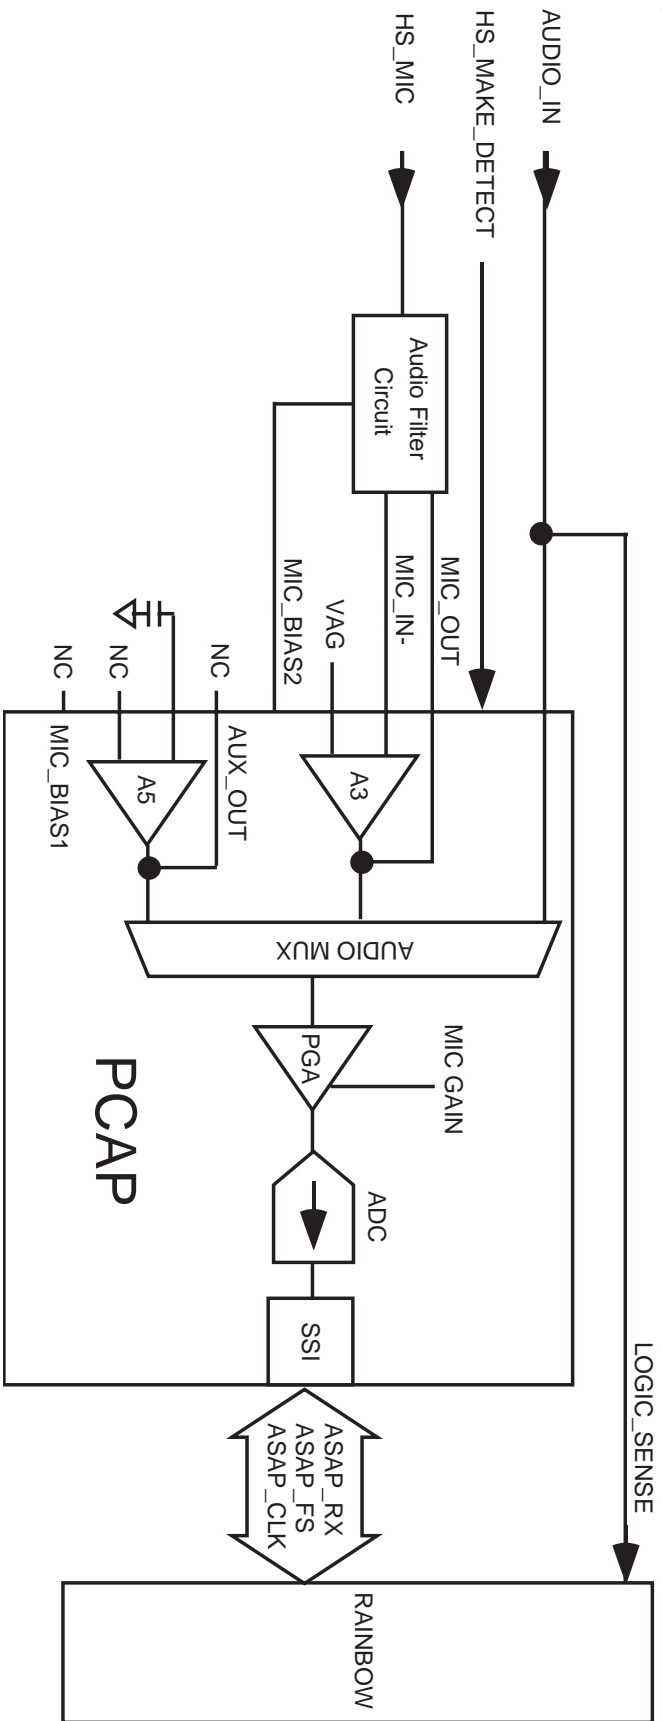 AUDIO_IN
HS_MAKE_DETECT
HS_MIC
Audio Filter
Circuit
MIC_OUT
MIC_IN-
VAG
MIC_BIAS2
NC
NC
NC
AUX_OUT
MIC_BIAS1
A3
A5
AUDIO MUX
MIC GAIN
PGA
ADC
SSI
PCAP
LOGIC_SENSE
ASAP_RX
ASAP_FS
ASAP_CLK
RAINBOW